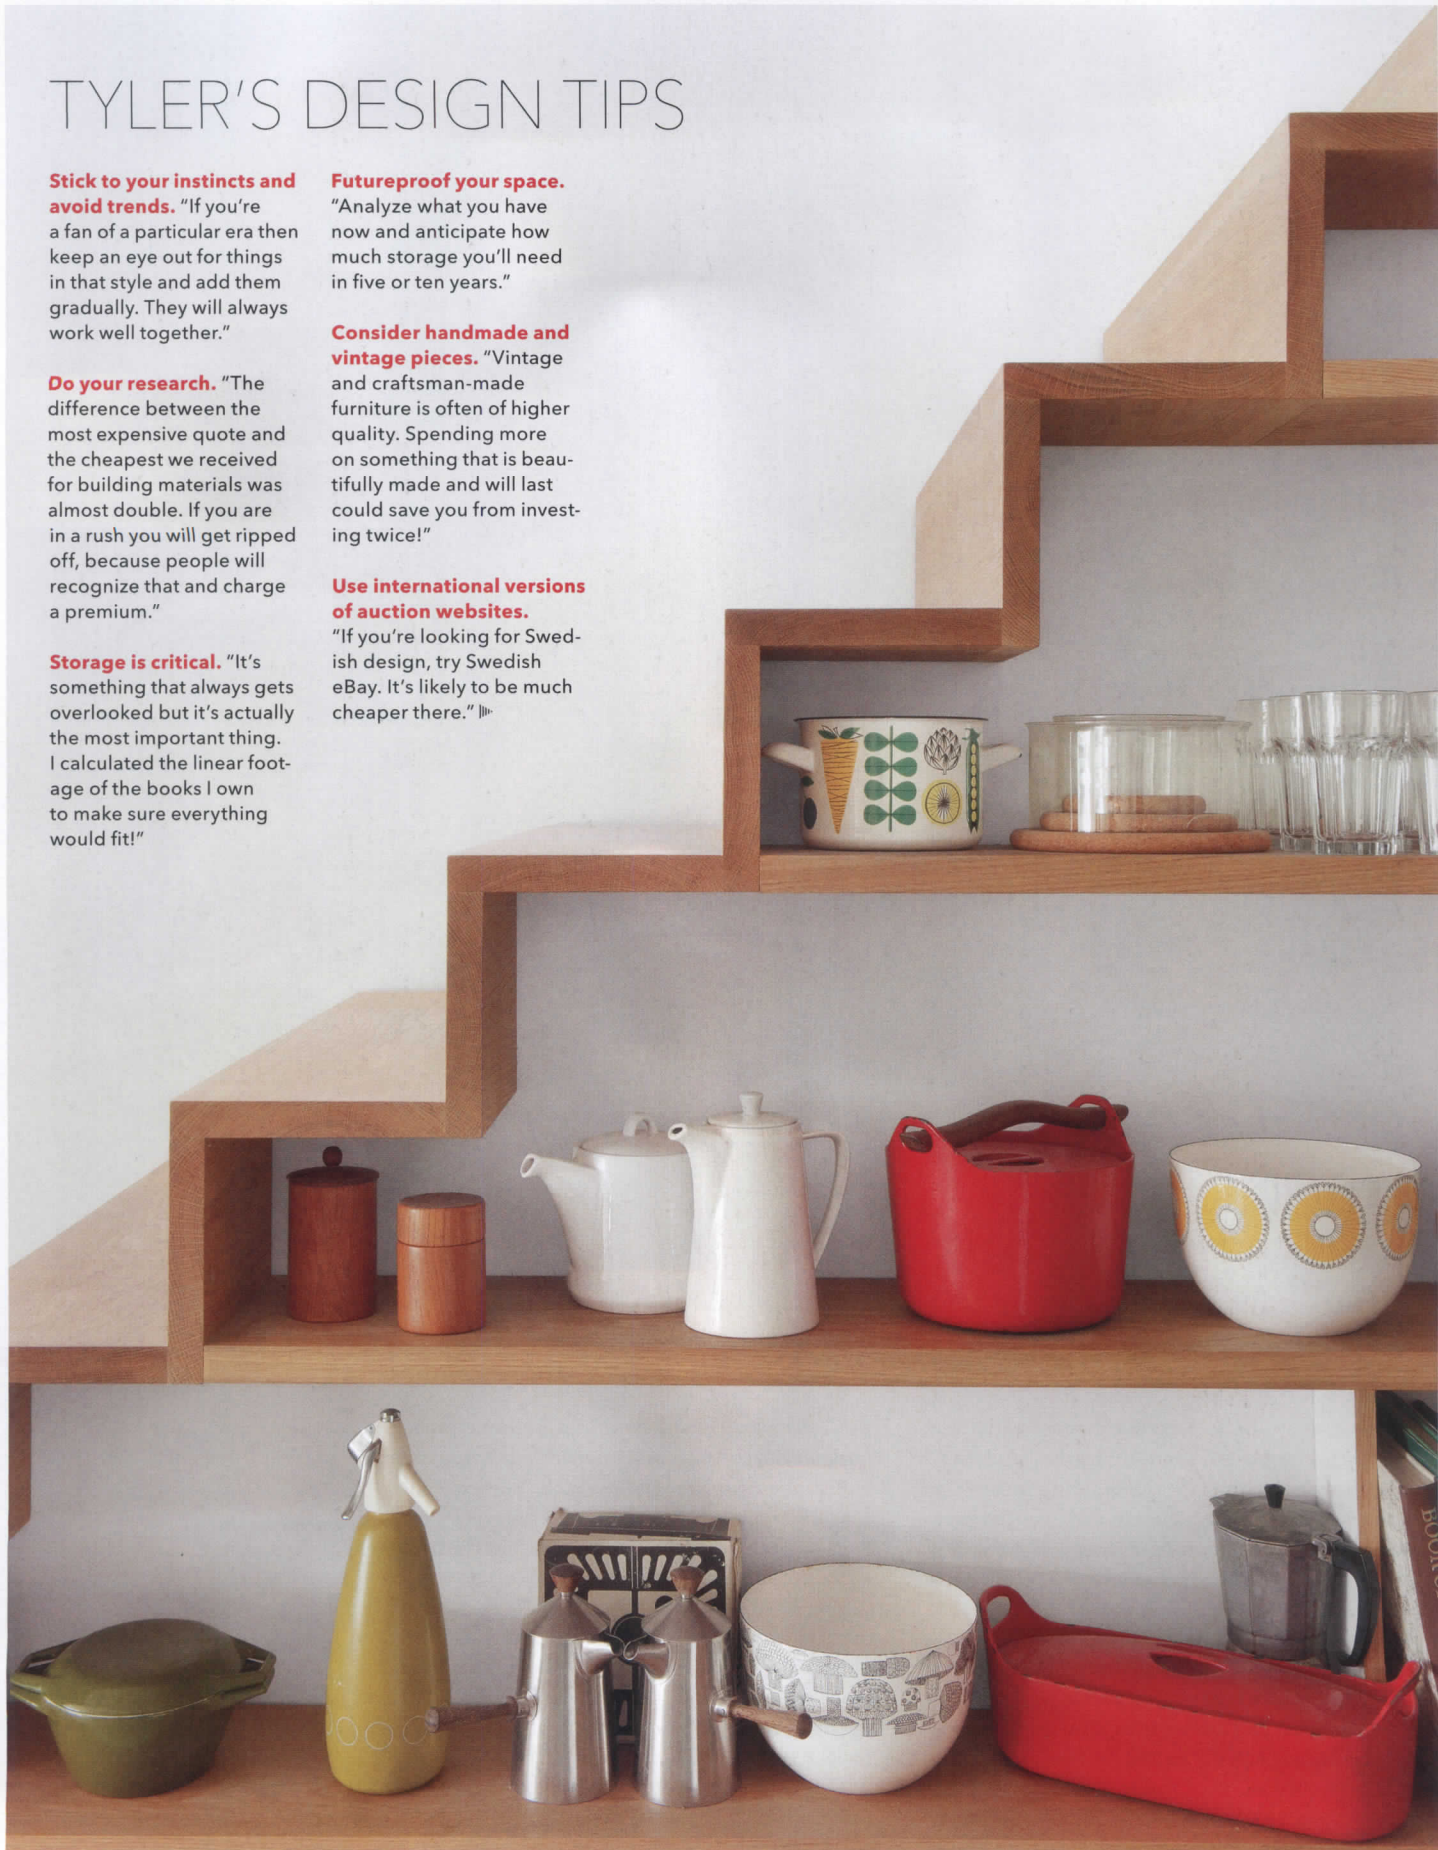 TYLER'S DESIGN TIPS
Stick to your instincts and
avoid trends. “If you’re
a fan of a particular era then
keep an eye out for things
in that style and add them
gradually. They will always
work well together.”
Do your research. “The
difference between the
most expensive quote and
the cheapest we received
for building materials was
almost double. If you are
in a rush you will get ripped
off, because people will
recognize that and charge
a premium.”
Storage is critical. “It’s
something that always gets
overlooked but it’s actually
the most important thing.
I calculated the linear foot-
age of the books I own
to make sure everything
would fit!”
Futureproof your space.
“Analyze what you have
now and anticipate how
much storage you’ll need
in five or ten years.”
Consider handmade and
vintage pieces. “Vintage
and craftsman-made
furniture is often of higher
quality. Spending more
on something that is beau-
tifully made and will last
could save you from invest-
ing twice!”
Use international versions
of auction websites.
“If you’re looking for Swed-
ish design, try Swedish
eBay. It’s likely to be much
cheaper there.”